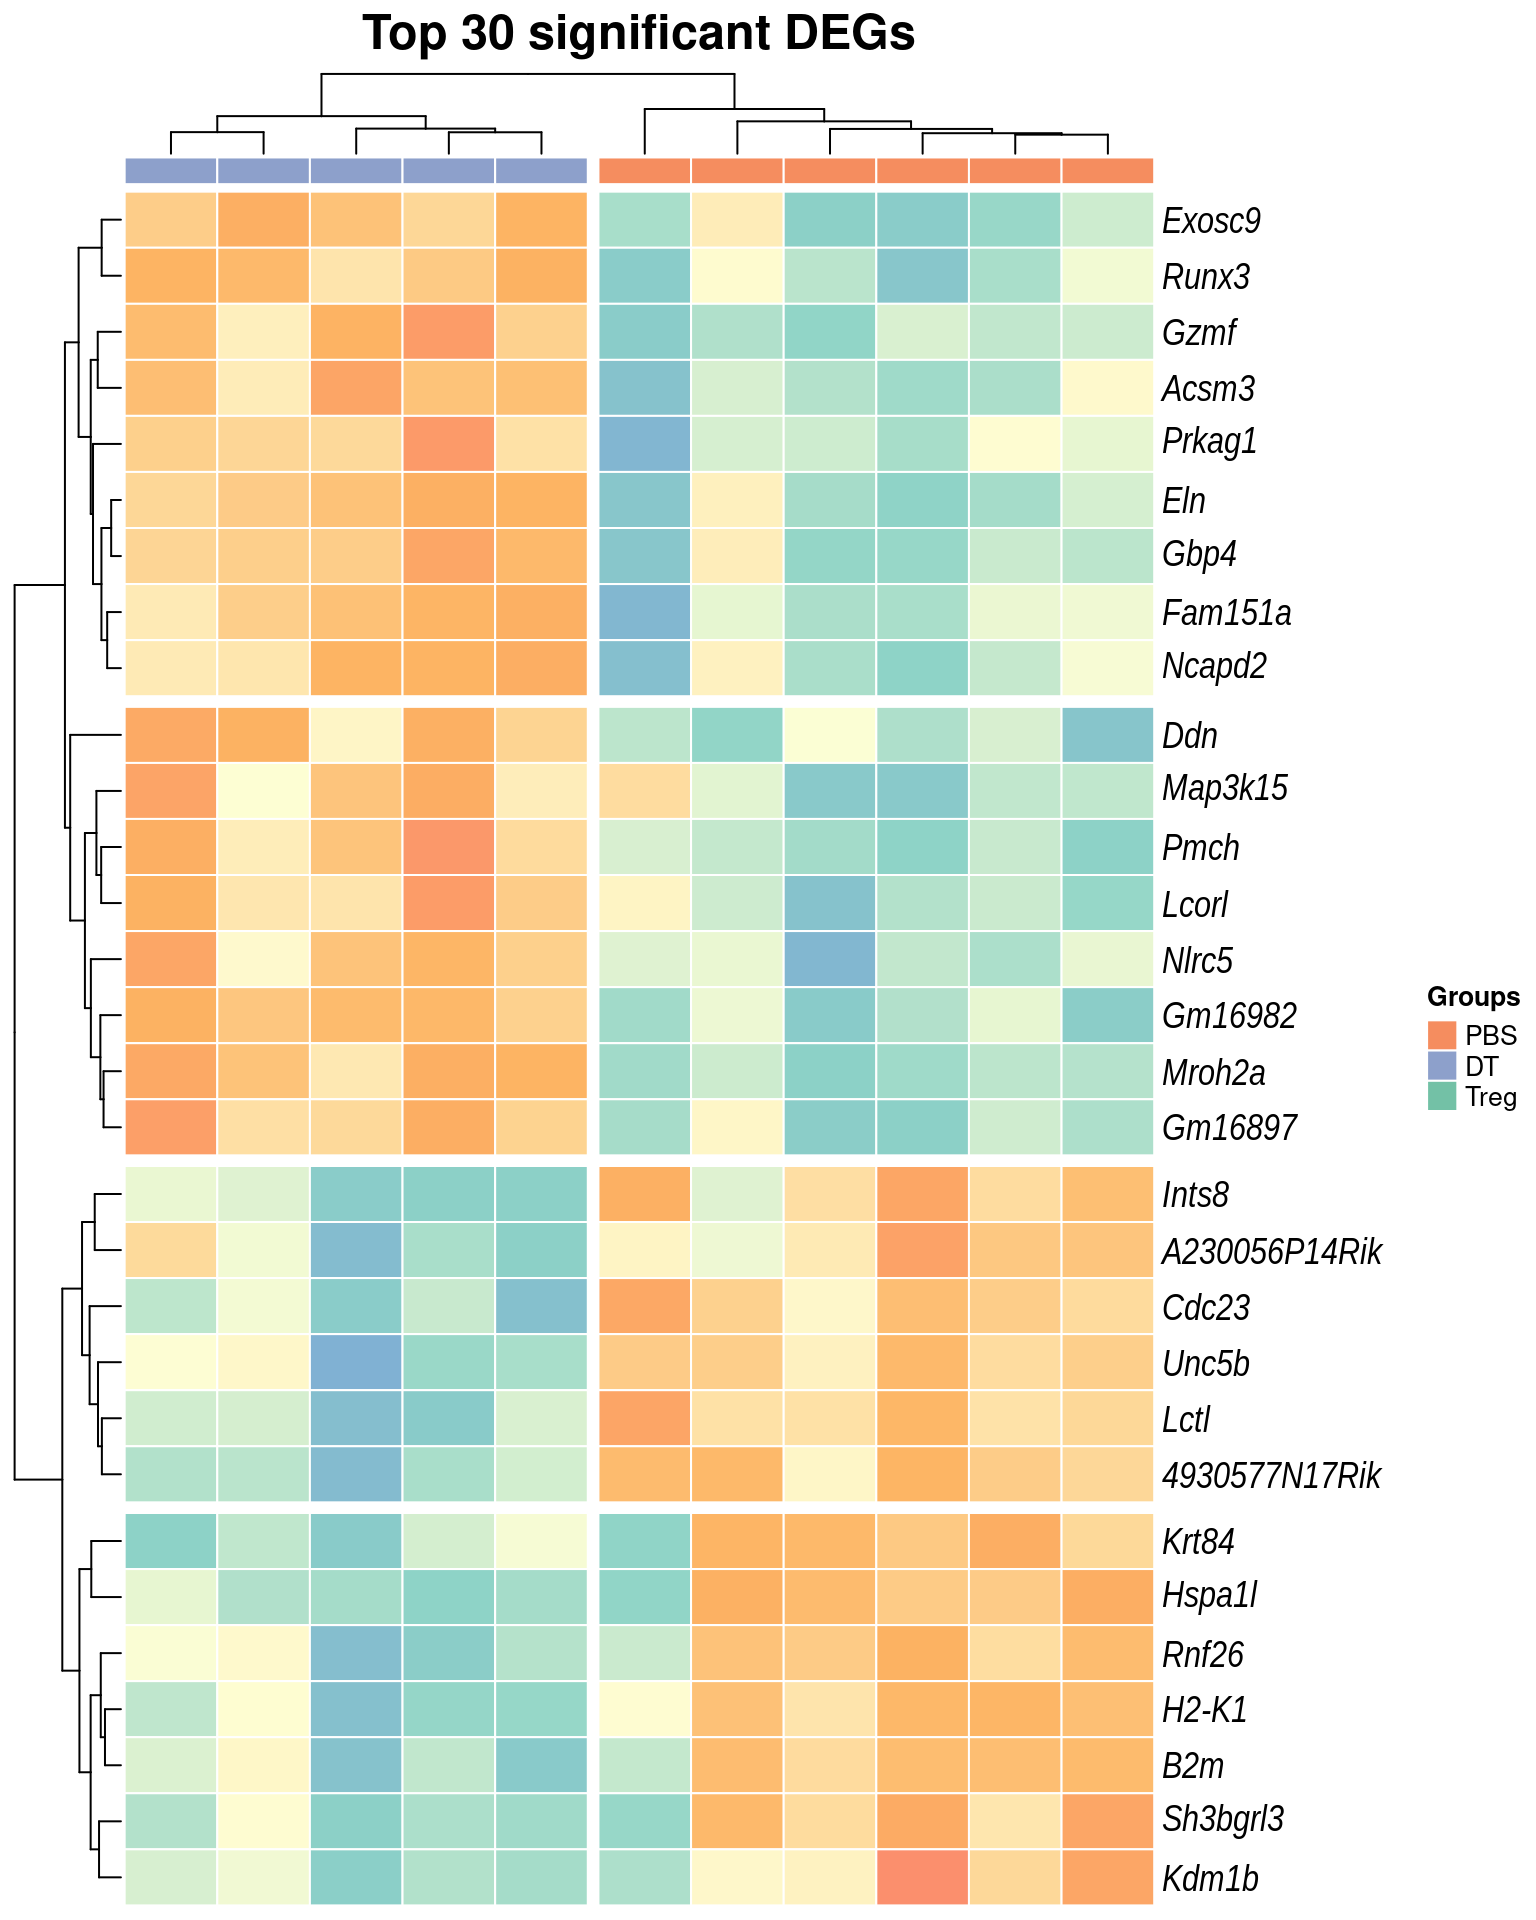 Top 30 significant DEGs
Exosc9
Runx3
Gzmf
Acsm3
Prkag1
Eln
Gbp4
Fam151a
Ncapd2
Ddn
Map3k15
Pmch
Lcorl
Nlrc5
Gm16982
Mroh2a
Gm16897
Ints8
A230056P14Rik
Cdc23
Unc5b
Lctl
4930577N17Rik
Krt84
Hspa1l
Rnf26
H2-K1
B2m
Sh3bgrl3
Kdm1b
Groups
PBS
DT
Treg